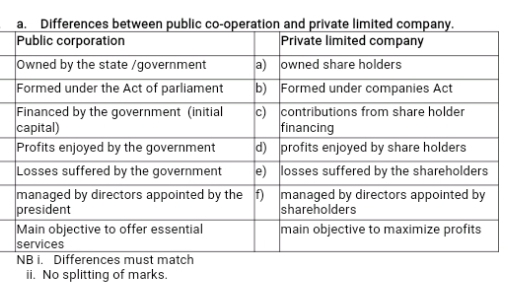 a. Differences between public co-operation and private limited company.
Public corporation Private limited company
Owned by the state /government a) owned share holders
Formed under the Act of parliament b) Formed under companies Act
Financed by the government (initial c) contributions from share holder
capital) financing
Profits enjoyed by the government d) profits enjoyed by share holders
Losses suffered by the government e) losses suffered by the shareholders
managed by directors appointed by the f) managed by directors appointed by
president shareholders
Main objective to offer essential main objective to maximize profits
services
NB i. Differences must match
ii. No splitting of marks.